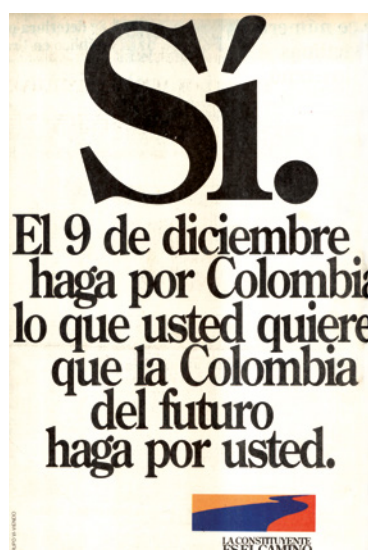 Sí.
El 9 de diciembre
haga por Colombia
lo que usted quiere
que la Colombia
del futuro
haga por usted.
LA CONSTITUYENTE
ES EL CAMINO